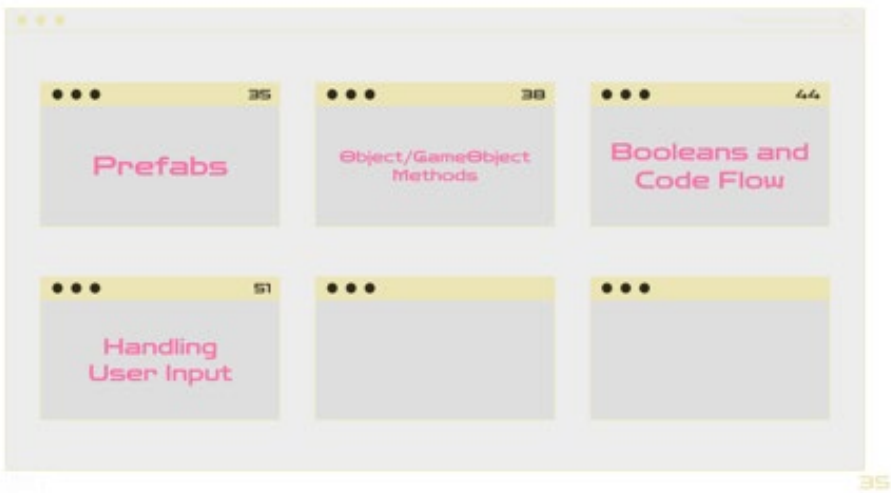 35
Prefabs
38
Object/GameObject
Methods
44
Booleans and
Code Flow
51
Handling
User Input
35